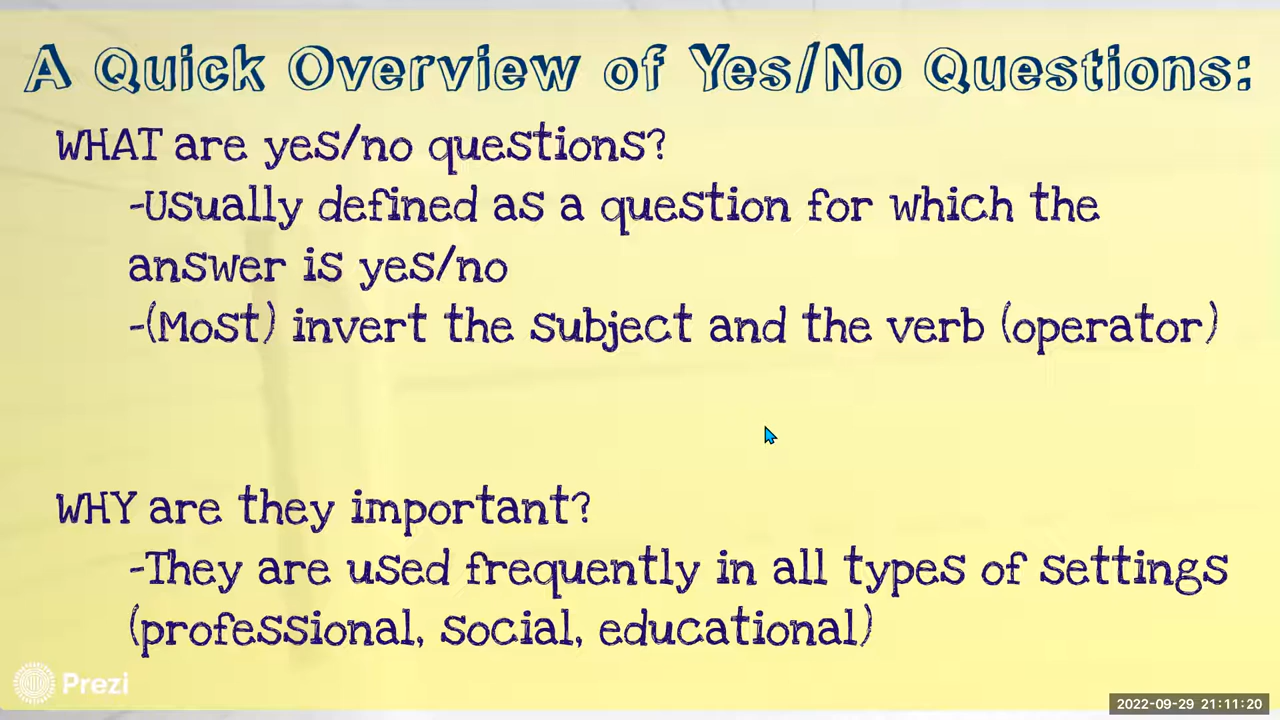 A Quick Overview of Yes/No Questions:
WHAT are yes/no questions?
-Usually defined as a question for which the
answer is yes/no
-(Most) invert the subject and the verb (operator)
WHY are they important?
-They are used frequently in all types of settings
(professional, social, educational)
Prezi
2022-09-29 21:11:20